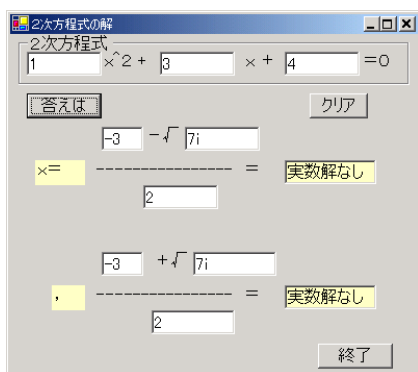 2次方程式の解
2次方程式
1 x^2 + 3 x + 4 =0
答えは クリア
-3 -√ 7i
x= ---------------- = 実数解なし
2
-3 +√ 7i
, ---------------- = 実数解なし
2
終了